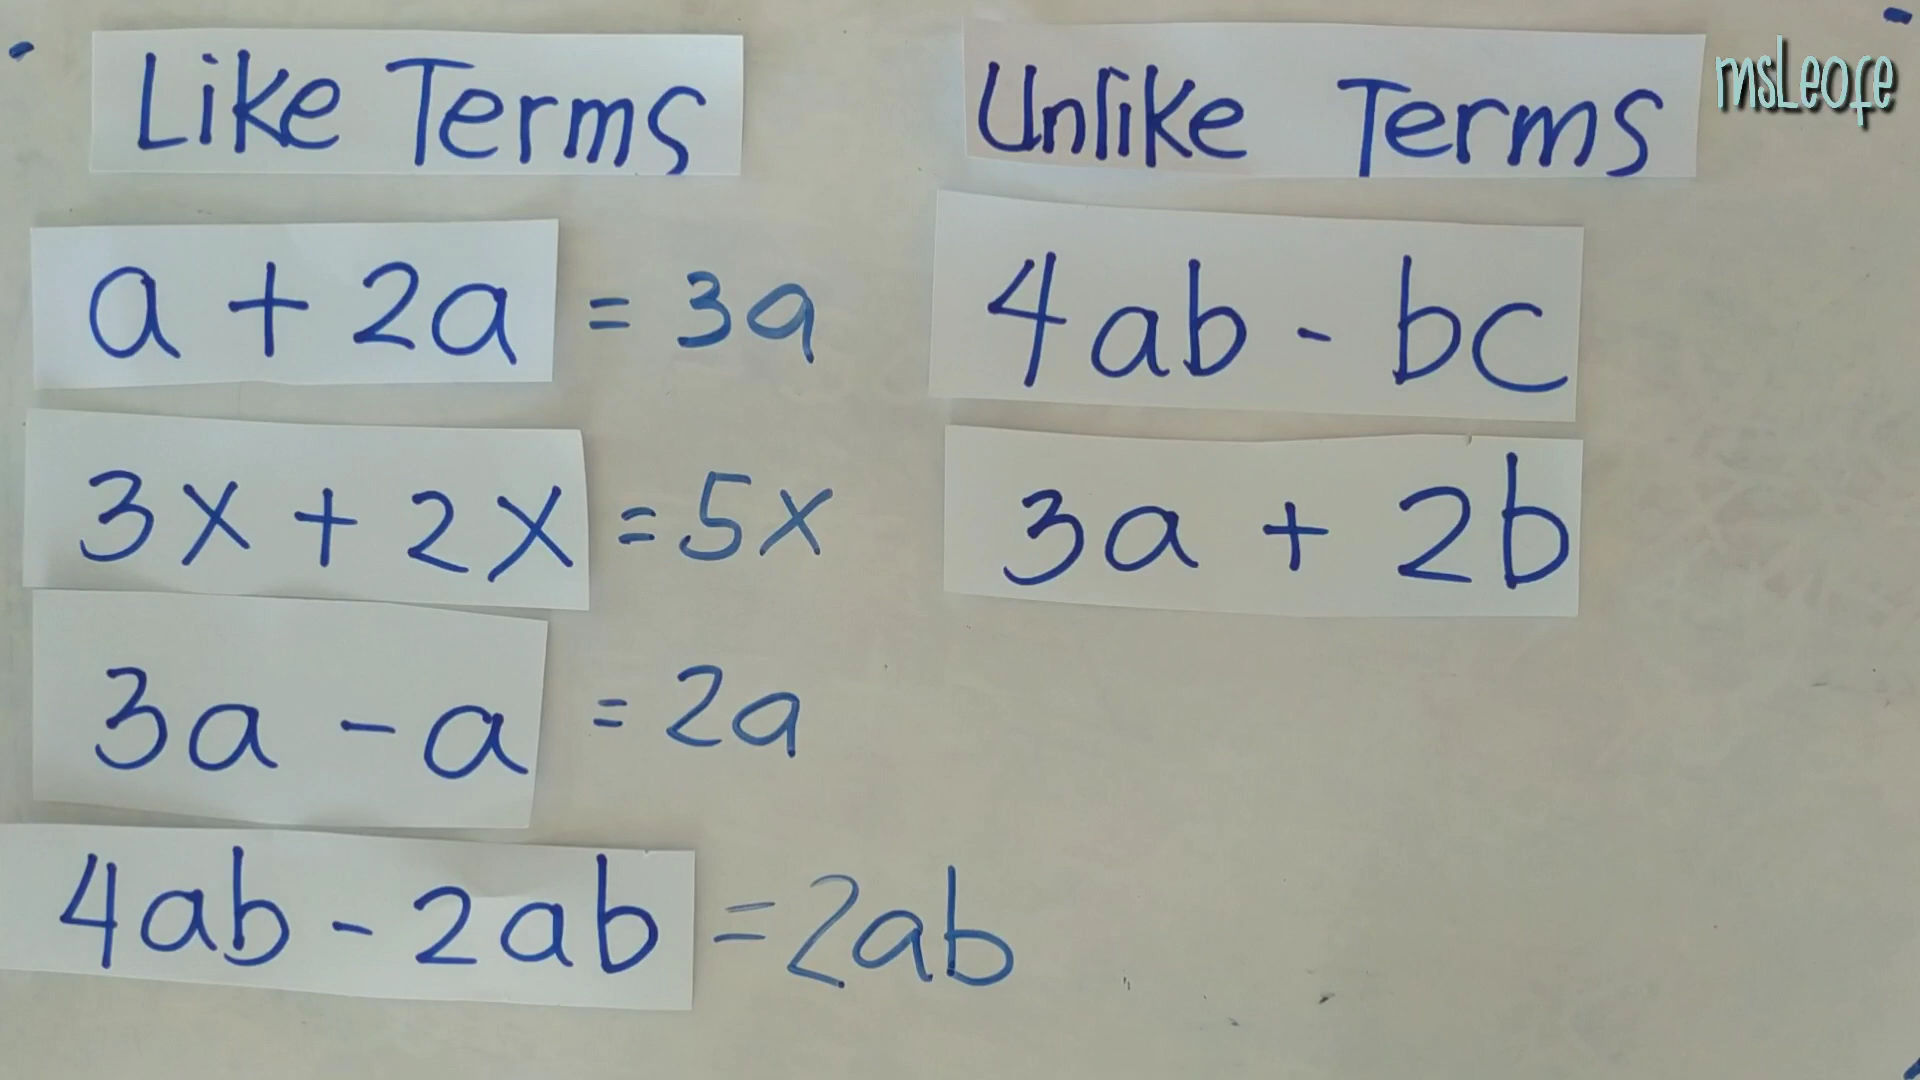 Like Terms
Unlike Terms
msLeofe
a + 2a = 3a
4ab - bc
3x + 2x = 5x
3a + 2b
3a - a = 2a
4ab - 2ab = 2ab